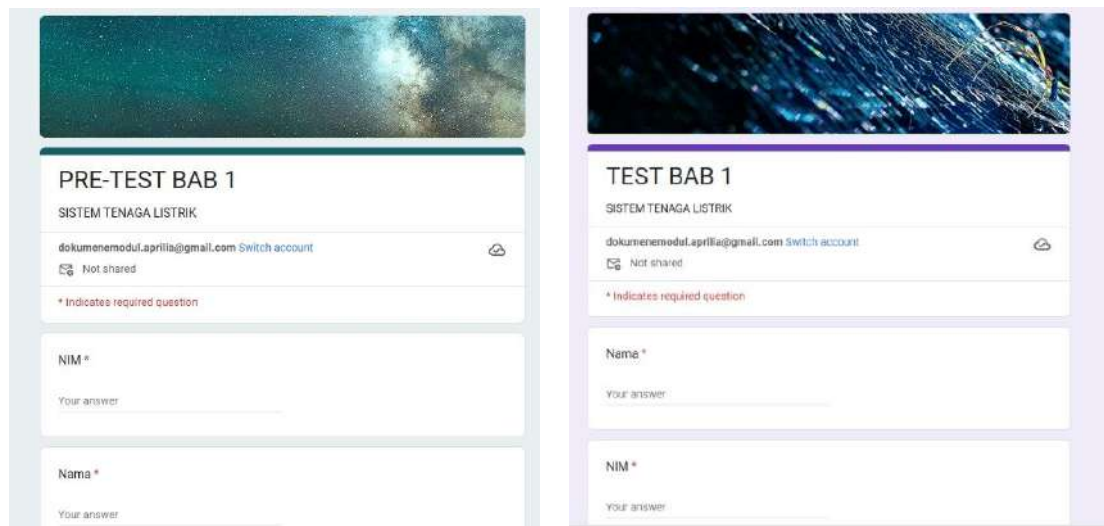 PRE-TEST BAB 1
SISTEM TENAGA LISTRIK
dokumenemodul.aprilia@gmail.com Switch account
Not shared
* Indicates required question
NIM *
Your answer
Nama *
Your answer
TEST BAB 1
SISTEM TENAGA LISTRIK
dokumenemodul.aprilia@gmail.com Switch account
Not shared
* Indicates required question
Nama *
Your answer
NIM *
Your answer